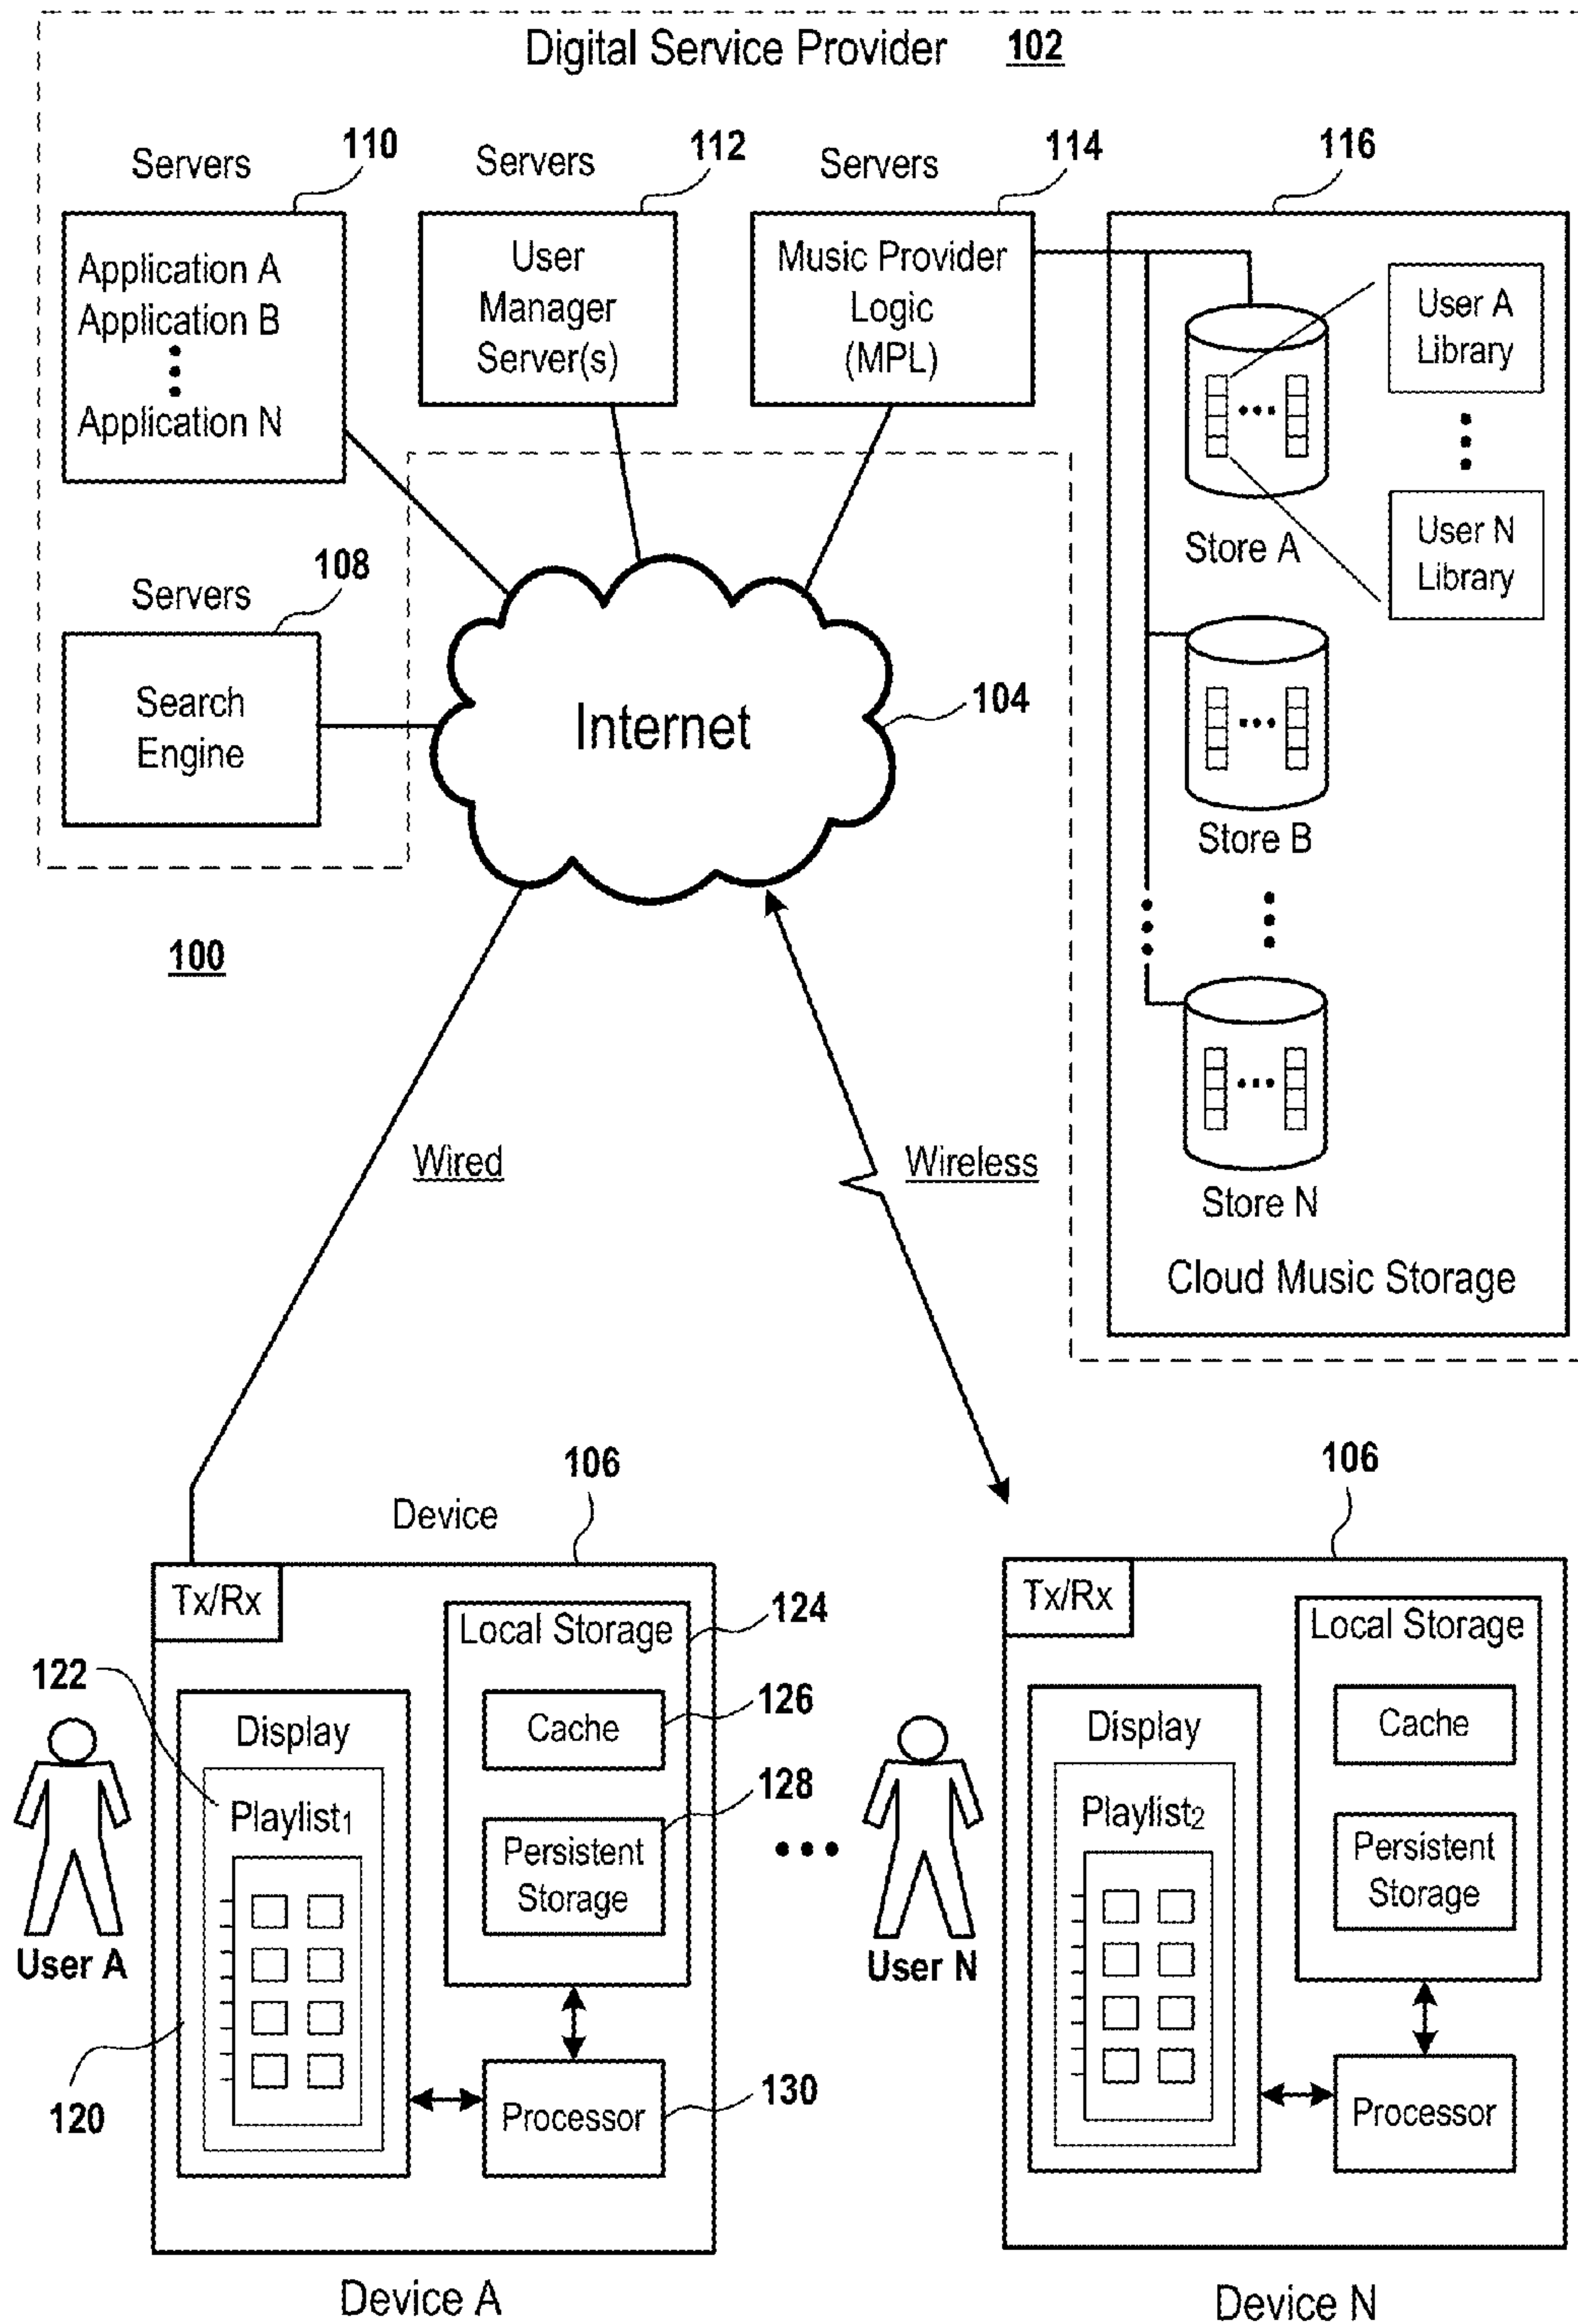 Digital Service Provider 102
Servers 110
Servers 112
Servers 114
116
Application A
Application B
Application N
User
Manager
Server(s)
Music Provider
Logic
(MPL)
User A
Library
User N
Library
Store A
Servers 108
Search
Engine
Internet
104
Store B
100
Store N
Cloud Music Storage
Wired
Wireless
106
Device
Tx/Rx
Local Storage
124
122
Display
Cache
126
Playlist1
Persistent
Storage
128
User A
120
Processor
130
Device A
106
Tx/Rx
Local Storage
Display
Cache
Playlist2
Persistent
Storage
User N
Processor
Device N